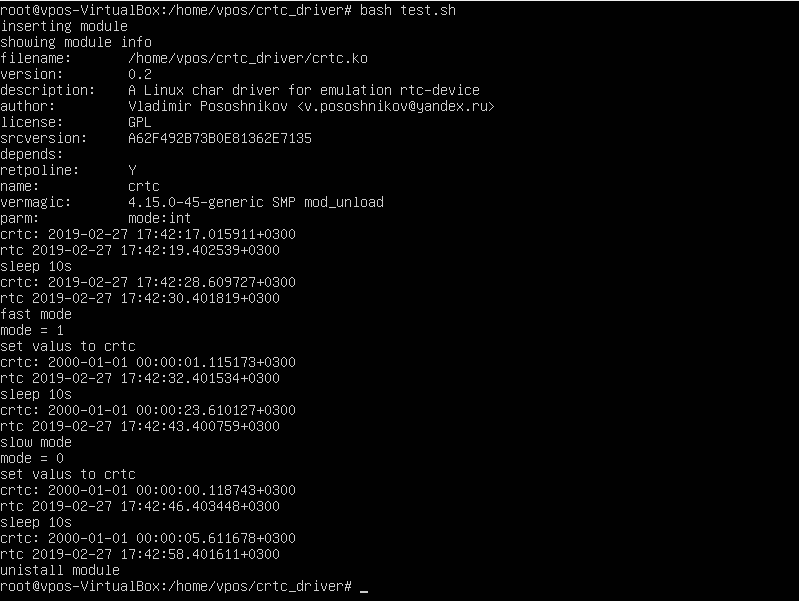 root@vpos-VirtualBox:/home/vpos/crtc_driver# bash test.sh
inserting module
showing module info
filename:       /home/vpos/crtc_driver/crtc.ko
version:        0.2
description:    A Linux char driver for emulation rtc-device
author:         Vladimir Pososhnikov <v.pososhnikov@yandex.ru>
license:        GPL
srcversion:     A62F492B73B0E81362E7135
depends:
retpoline:      Y
name:           crtc
vermagic:       4.15.0-45-generic SMP mod_unload
parm:           mode:int
crtc: 2019-02-27 17:42:17.015911+0300
rtc 2019-02-27 17:42:19.402539+0300
sleep 10s
crtc: 2019-02-27 17:42:28.609727+0300
rtc 2019-02-27 17:42:30.401819+0300
fast mode
mode = 1
set valus to crtc
crtc: 2000-01-01 00:00:01.115173+0300
rtc 2019-02-27 17:42:32.401534+0300
sleep 10s
crtc: 2000-01-01 00:00:23.610127+0300
rtc 2019-02-27 17:42:43.400759+0300
slow mode
mode = 0
set valus to crtc
crtc: 2000-01-01 00:00:00.118743+0300
rtc 2019-02-27 17:42:46.403448+0300
sleep 10s
crtc: 2000-01-01 00:00:05.611678+0300
rtc 2019-02-27 17:42:58.401611+0300
unistall module
root@vpos-VirtualBox:/home/vpos/crtc_driver# _